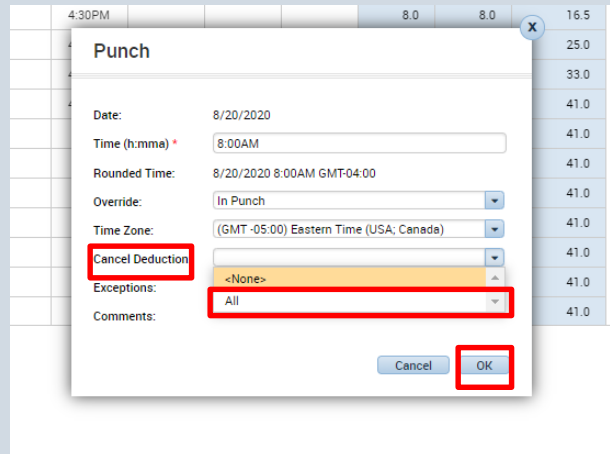 4:30PM 8.0 8.0 16.5
x
25.0
Punch
33.0
41.0
Date: 8/20/2020
Time (h:mma) * 8:00AM
41.0
Rounded Time: 8/20/2020 8:00AM GMT-04:00
41.0
Override: In Punch
41.0
Time Zone: (GMT -05:00) Eastern Time (USA; Canada)
41.0
Cancel Deduction
41.0
Exceptions: <None>
41.0
All
Comments:
41.0
Cancel OK